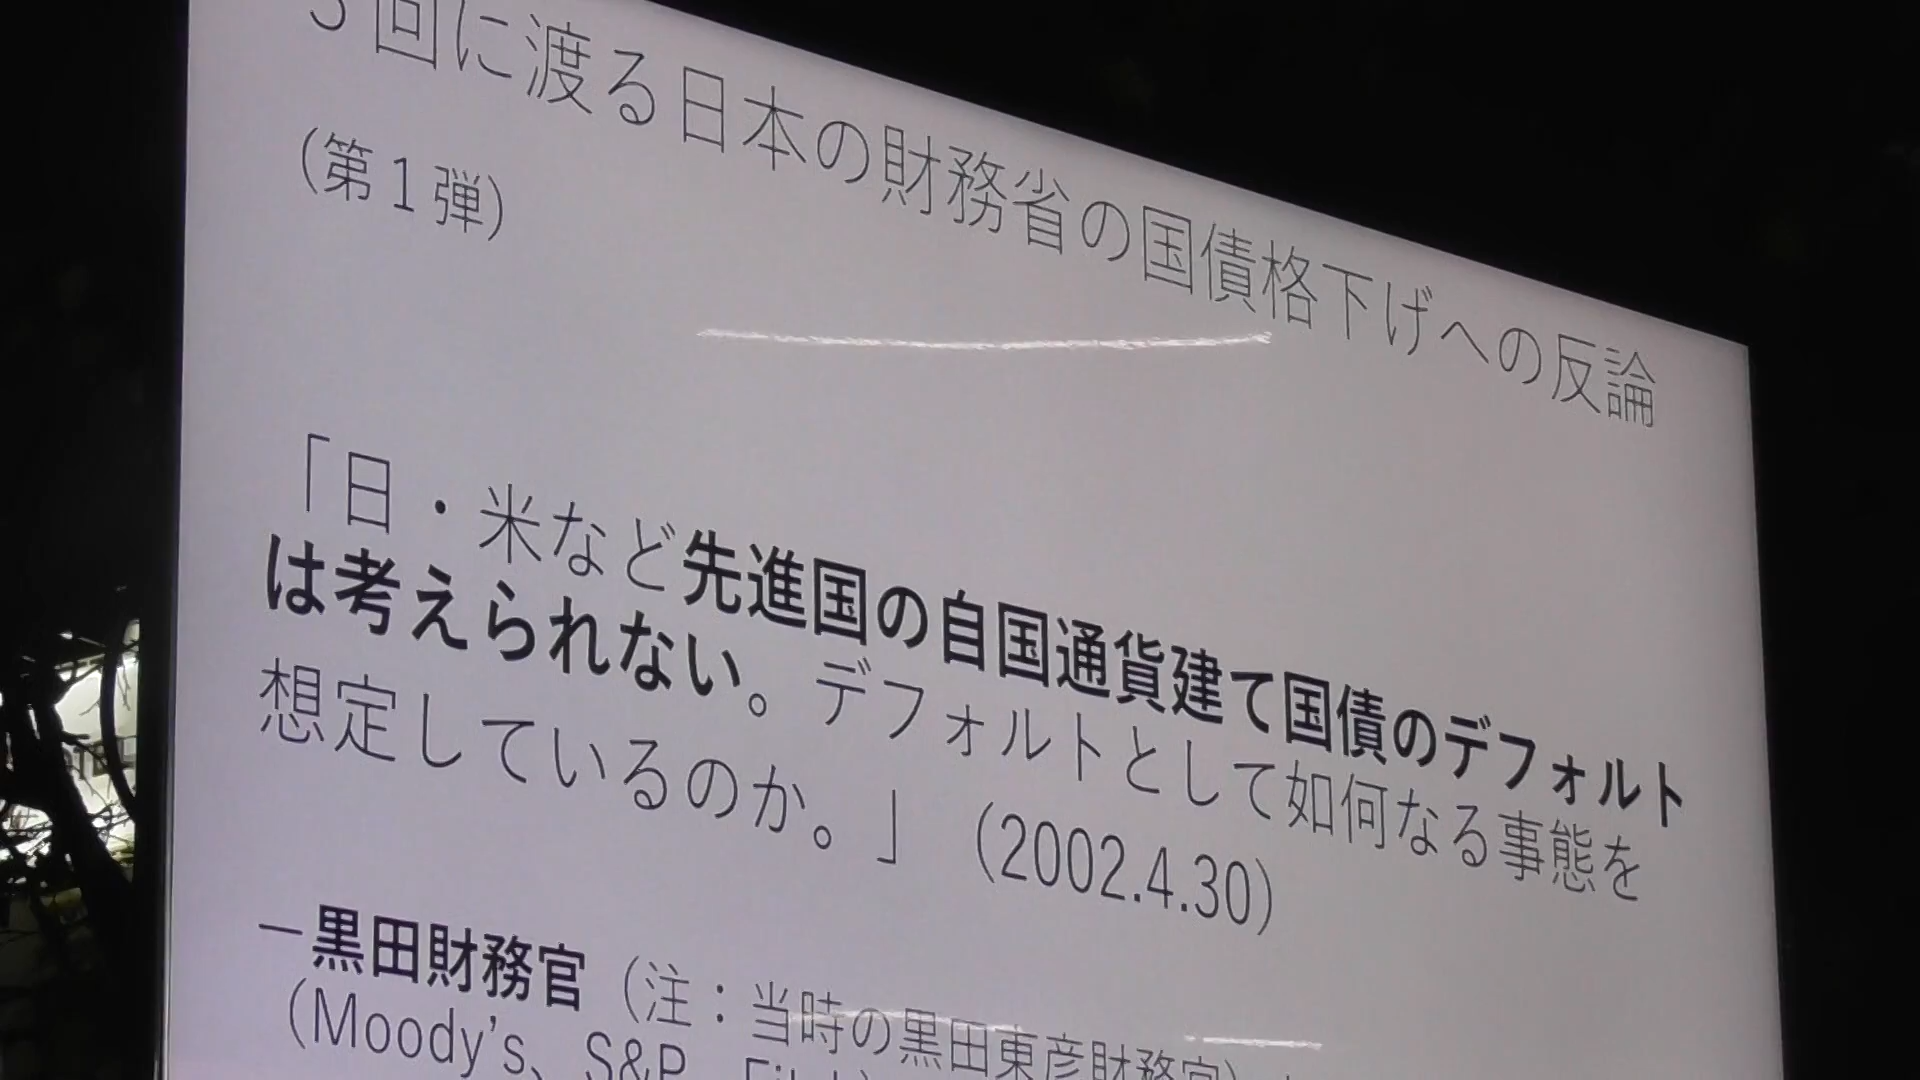 回に渡る日本の財務省の国債格下げへの反論
(第1弾)
「日・米など先進国の自国通貨建て国債のデフォルト
は考えられない。デフォルトとして如何なる事態を
想定しているのか。」（2002.4.30）
－黒田財務官（注：当時の黒田東彦財務官）
（Moody's、S&P、